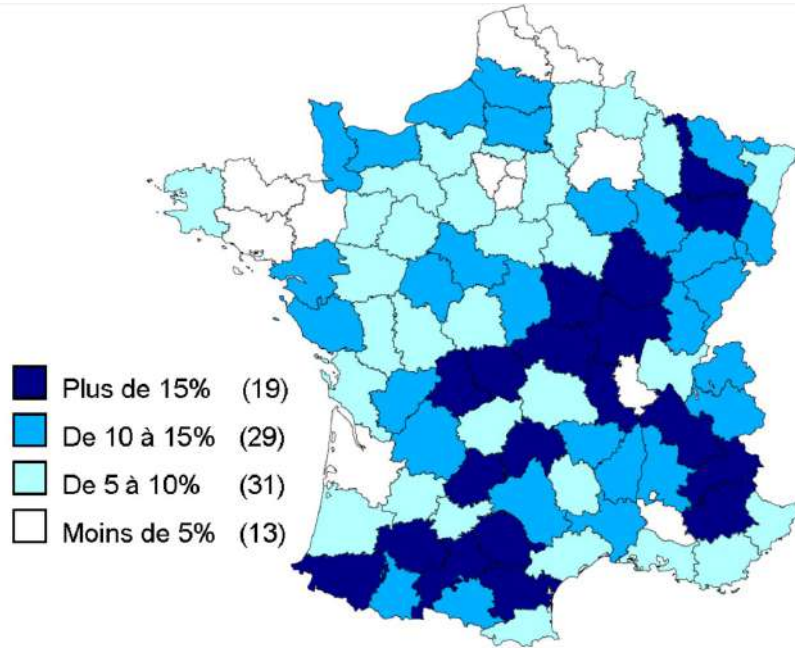 Plus de 15% (19)
De 10 à 15% (29)
De 5 à 10% (31)
Moins de 5% (13)